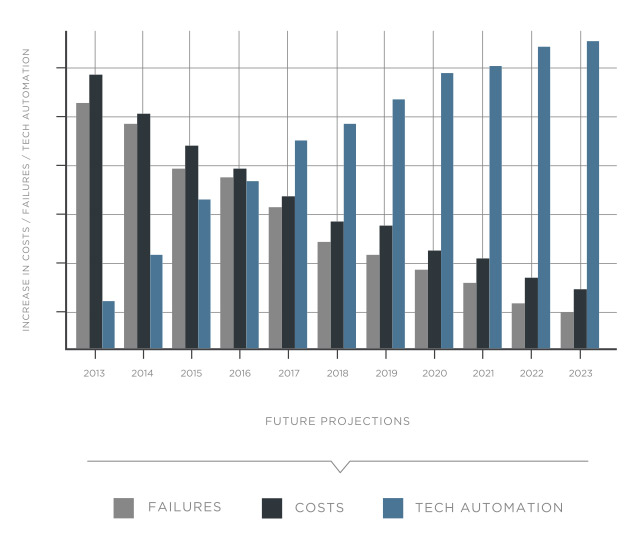 INCREASE IN COSTS / FAILURES / TECH AUTOMATION
2013 2014 2015 2016 2017 2018 2019 2020 2021 2022 2023
FUTURE PROJECTIONS
FAILURES COSTS TECH AUTOMATION